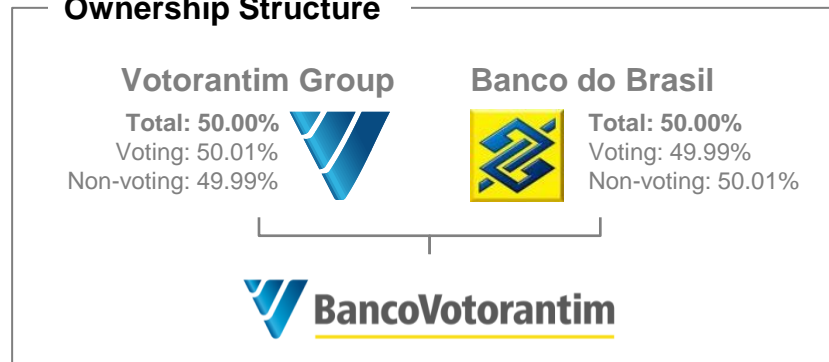 Ownership Structure
Votorantim Group
Total: 50.00%
Voting: 50.01%
Non-voting: 49.99%
Banco do Brasil
Total: 50.00%
Voting: 49.99%
Non-voting: 50.01%
BancoVotorantim